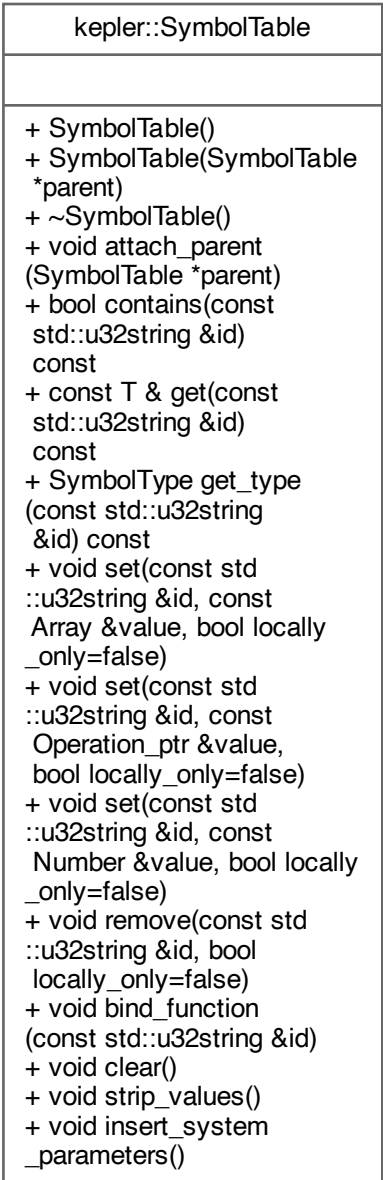 kepler::SymbolTable
+ SymbolTable()
+ SymbolTable(SymbolTable
*parent)
+ ~SymbolTable()
+ void attach_parent
(SymbolTable *parent)
+ bool contains(const
std::u32string &id)
const
+ const T & get(const
std::u32string &id)
const
+ SymbolType get_type
(const std::u32string
&id) const
+ void set(const std
::u32string &id, const
Array &value, bool locally
_only=false)
+ void set(const std
::u32string &id, const
Operation_ptr &value,
bool locally_only=false)
+ void set(const std
::u32string &id, const
Number &value, bool locally
_only=false)
+ void remove(const std
::u32string &id, bool
locally_only=false)
+ void bind_function
(const std::u32string &id)
+ void clear()
+ void strip_values()
+ void insert_system
_parameters()